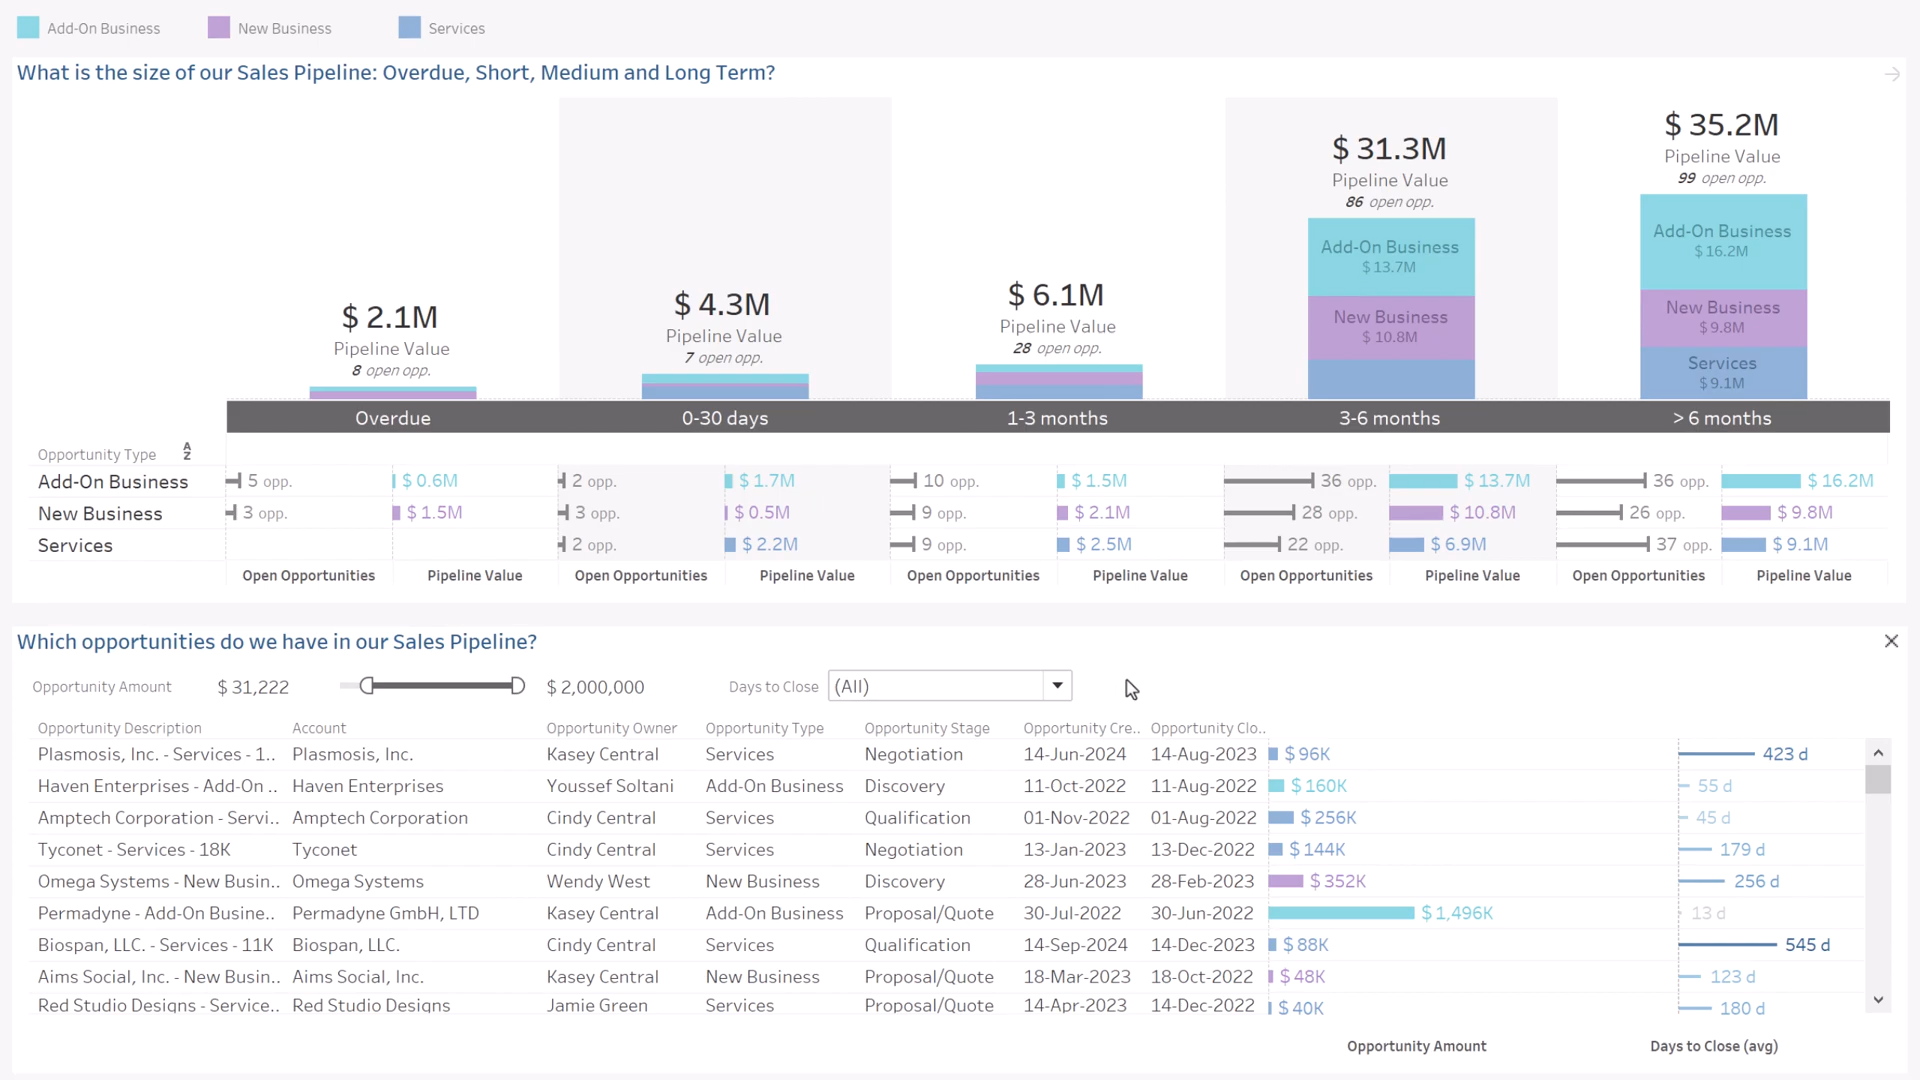 Add-On Business New Business Services
What is the size of our Sales Pipeline: Overdue, Short, Medium and Long Term?
$ 2.1M
Pipeline Value
8 open opp.
$ 4.3M
Pipeline Value
7 open opp.
$ 6.1M
Pipeline Value
28 open opp.
$ 31.3M
Pipeline Value
86 open opp.
Add-On Business
$ 13.7M
New Business
$ 10.8M
$ 35.2M
Pipeline Value
99 open opp.
Add-On Business
$ 16.2M
New Business
$ 9.8M
Services
$ 9.1M
Overdue 0-30 days 1-3 months 3-6 months > 6 months
Opportunity Type A Z
Add-On Business 5 opp. $ 0.6M 2 opp. $ 1.7M 10 opp. $ 1.5M 36 opp. $ 13.7M 36 opp. $ 16.2M
New Business 3 opp. $ 1.5M 3 opp. $ 0.5M 9 opp. $ 2.1M 28 opp. $ 10.8M 26 opp. $ 9.8M
Services 2 opp. $ 2.2M 9 opp. $ 2.5M 22 opp. $ 6.9M 37 opp. $ 9.1M
Open Opportunities Pipeline Value Open Opportunities Pipeline Value Open Opportunities Pipeline Value Open Opportunities Pipeline Value Open Opportunities Pipeline Value
Which opportunities do we have in our Sales Pipeline?
Opportunity Amount $ 31,222 $ 2,000,000 Days to Close (All)
Opportunity Description Account Opportunity Owner Opportunity Type Opportunity Stage Opportunity Cre.. Opportunity Clo..
Plasmosis, Inc. - Services - 1.. Plasmosis, Inc. Kasey Central Services Negotiation 14-Jun-2024 14-Aug-2023 $ 96K 423 d
Haven Enterprises - Add-On .. Haven Enterprises Youssef Soltani Add-On Business Discovery 11-Oct-2022 11-Aug-2022 $ 160K 55 d
Amptech Corporation - Servi.. Amptech Corporation Cindy Central Services Qualification 01-Nov-2022 01-Aug-2022 $ 256K 45 d
Tyconet - Services - 18K Tyconet Cindy Central Services Negotiation 13-Jan-2023 13-Dec-2022 $ 144K 179 d
Omega Systems - New Busin.. Omega Systems Wendy West New Business Discovery 28-Jun-2023 28-Feb-2023 $ 352K 256 d
Permadyne - Add-On Busine.. Permadyne GmbH, LTD Kasey Central Add-On Business Proposal/Quote 30-Jul-2022 30-Jun-2022 $ 1,496K 13 d
Biospan, LLC. - Services - 11K Biospan, LLC. Cindy Central Services Qualification 14-Sep-2024 14-Dec-2023 $ 88K 545 d
Aims Social, Inc. - New Busin.. Aims Social, Inc. Kasey Central New Business Proposal/Quote 18-Mar-2023 18-Oct-2022 $ 48K 123 d
Red Studio Designs - Service.. Red Studio Designs Jamie Green Services Proposal/Quote 14-Apr-2023 14-Dec-2022 $ 40K 180 d
Opportunity Amount Days to Close (avg)